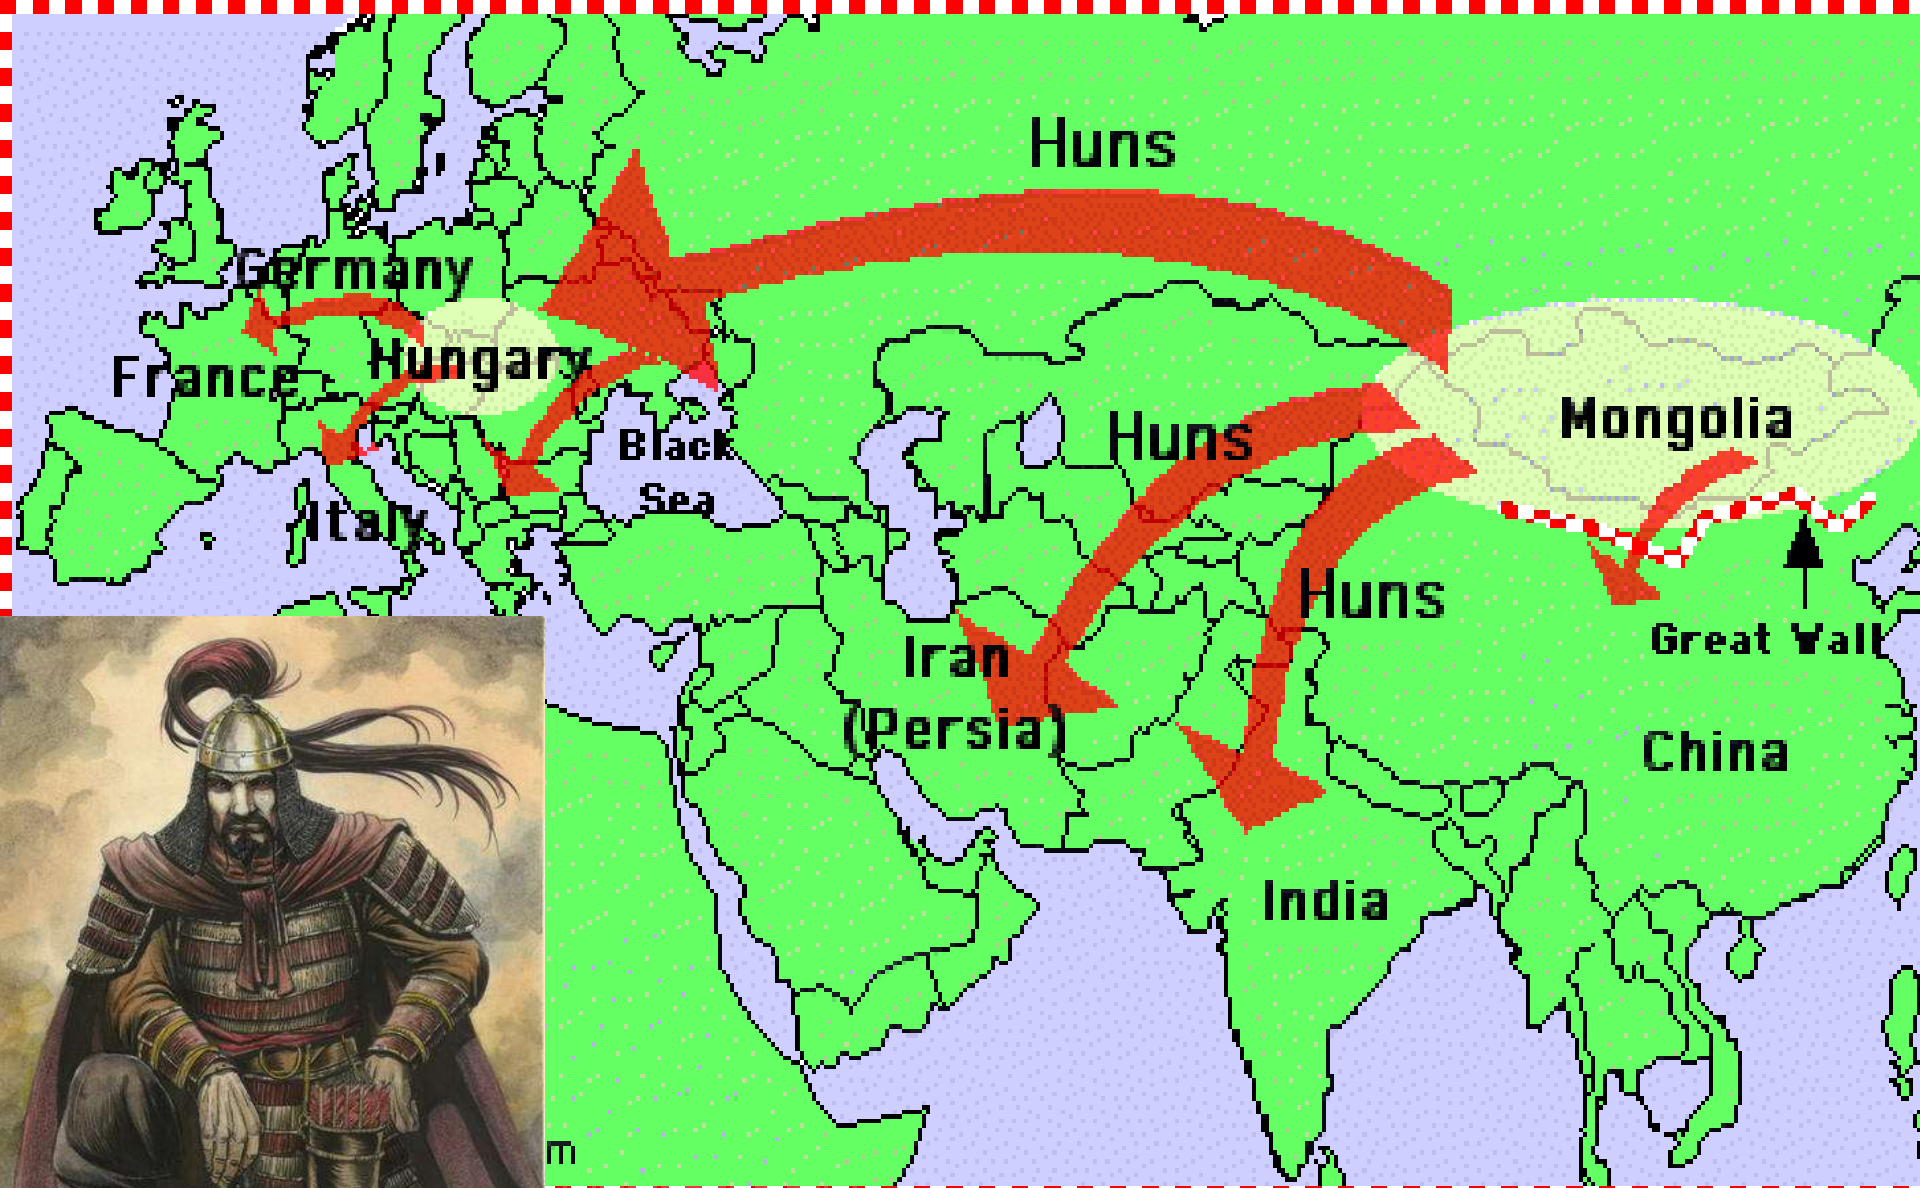 Huns
Germany
Hungary
France
Mongolia
Huns
Black
Sea
Italy
Huns
Great Wall
Iran
(Persia)
China
India
m